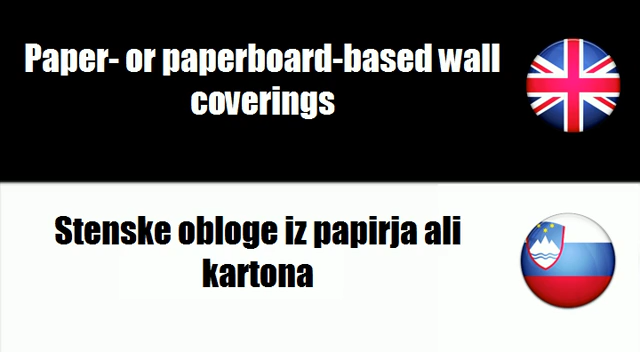 Paper- or paperboard-based wall
coverings
Stenske obloge iz papirja ali
kartona